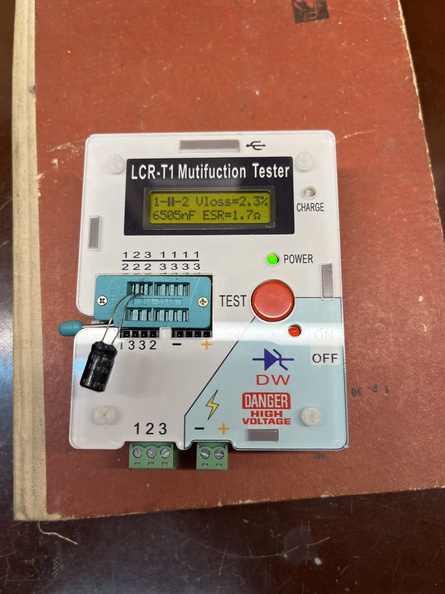 LCR-T1 Mutifuction Tester
1-||-2 Vloss=2.3%
6505nF ESR=1.7Ω
CHARGE
POWER
1 2 3 1 1 1 1
2 2 2 3 3 3 3
TEST
ON
OFF
1 3 3 2 - +
DW
DANGER
HIGH
VOLTAGE
1 2 3
- +